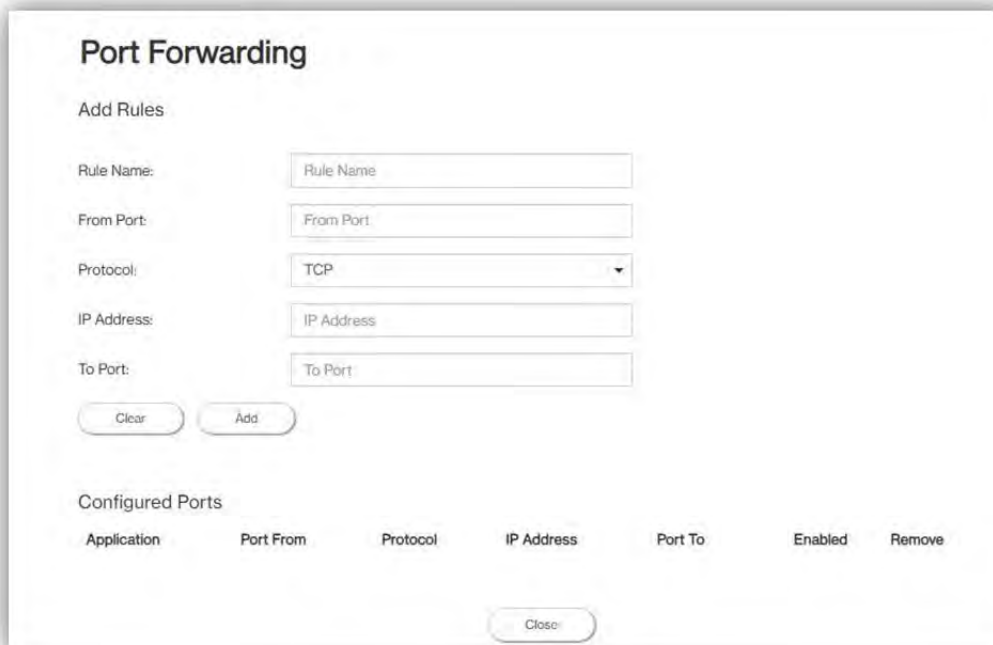 Port Forwarding
Add Rules
Rule Name: Rule Name
From Port: From Port
Protocol: TCP
IP Address: IP Address
To Port: To Port
Clear Add
Configured Ports
Application Port From Protocol IP Address Port To Enabled Remove
Close